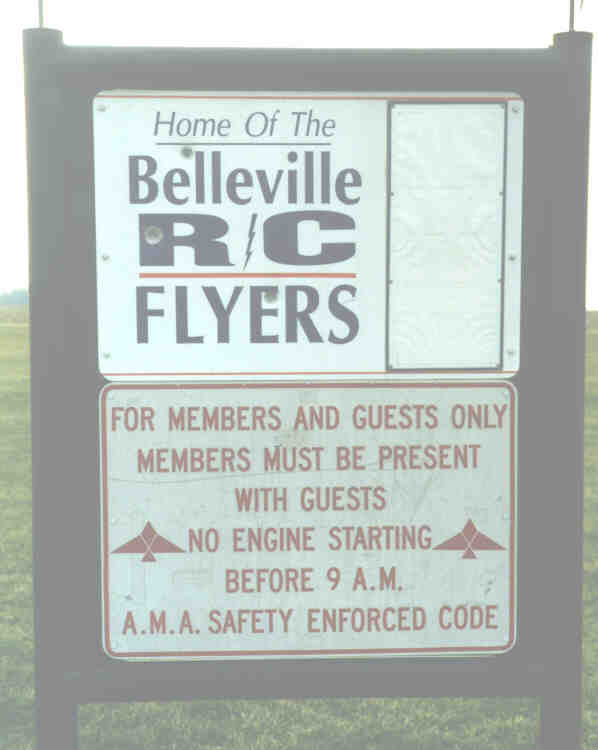 Home Of The
Belleville
R/C
FLYERS
FOR MEMBERS AND GUESTS ONLY
MEMBERS MUST BE PRESENT
WITH GUESTS
NO ENGINE STARTING
BEFORE 9 A.M.
A.M.A. SAFETY ENFORCED CODE